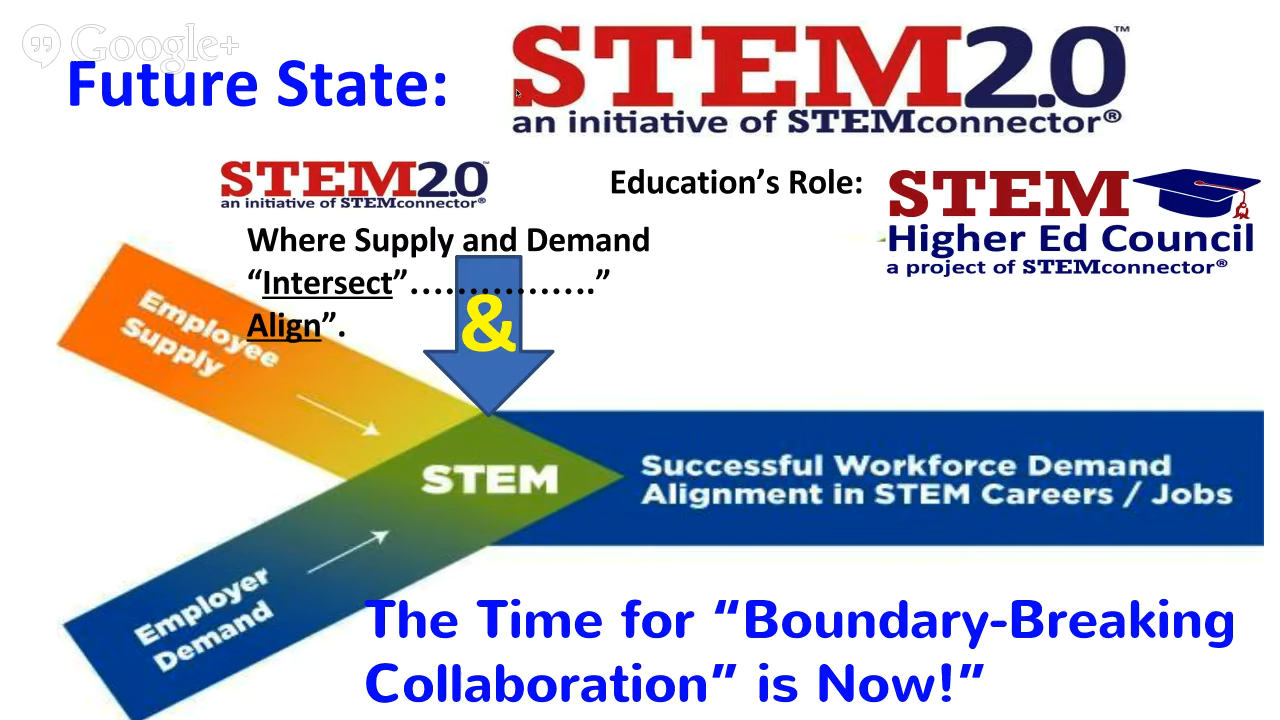 Google+
Future State:
STEM2.0™
an initiative of STEMconnector®
STEM2.0™
an initiative of STEMconnector®
Education’s Role:
STEM
Higher Ed Council
a project of STEMconnector®
Where Supply and Demand
“Intersect”…………….”
Align”.
&
Employee
Supply
STEM
Successful Workforce Demand
Alignment in STEM Careers / Jobs
Employer
Demand
The Time for “Boundary-Breaking
Collaboration” is Now!”